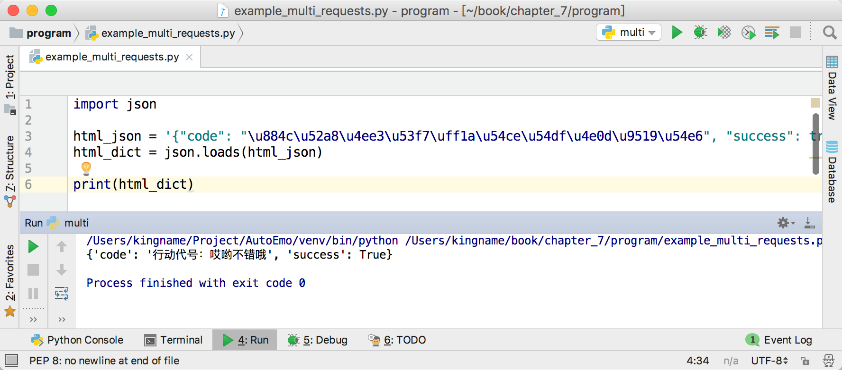 example_multi_requests.py - program - [~/book/chapter_7/program]
program example_multi_requests.py multi
example_multi_requests.py
1: Project
7: Structure
2: Favorites
Data View
Database
1 import json
2
3 html_json = '{"code": "\u884c\u52a8\u4ee3\u53f7\uff1a\u54ce\u54df\u4e0d\u9519\u54e6", "success": tr
4 html_dict = json.loads(html_json)
5
6 print(html_dict)
Run multi
/Users/kingname/Project/AutoEmo/venv/bin/python /Users/kingname/book/chapter_7/program/example_multi_requests.p
{'code': '行动代号：哎哟不错哦', 'success': True}
Process finished with exit code 0
>> >>
Python Console Terminal 4: Run 5: Debug 6: TODO 1 Event Log
PEP 8: no newline at end of file 4:34 n/a UTF-8